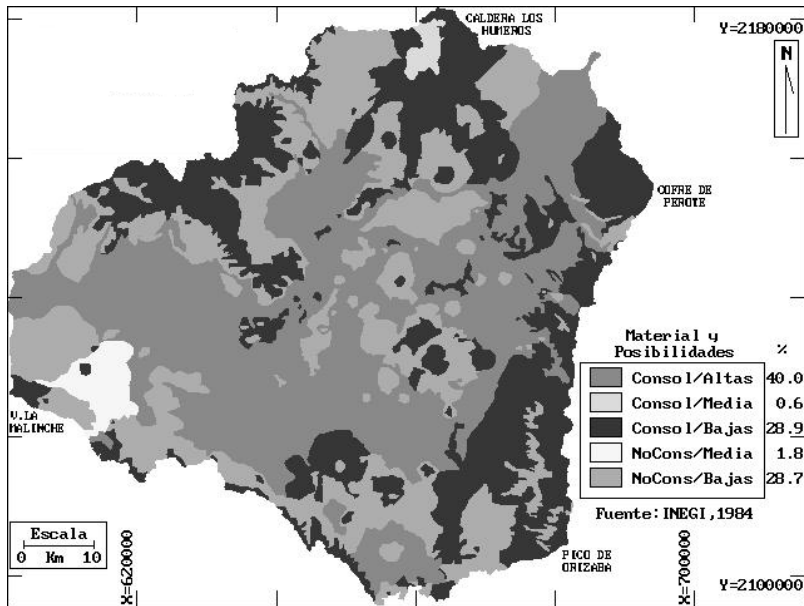 CALDERA LOS
HUMEROS
Y=2180000
N
COFRE DE
PEROTE
Material y
Posibilidades %
Consol/Altas 40.0
Consol/Media 0.6
Consol/Bajas 28.9
NoCons/Media 1.8
NoCons/Bajas 28.7
Fuente:INEGI,1984
V.LA
MALINCHE
Escala
0 Km 10
X=620000
PICO DE
ORIZABA
X=700000
Y=2100000